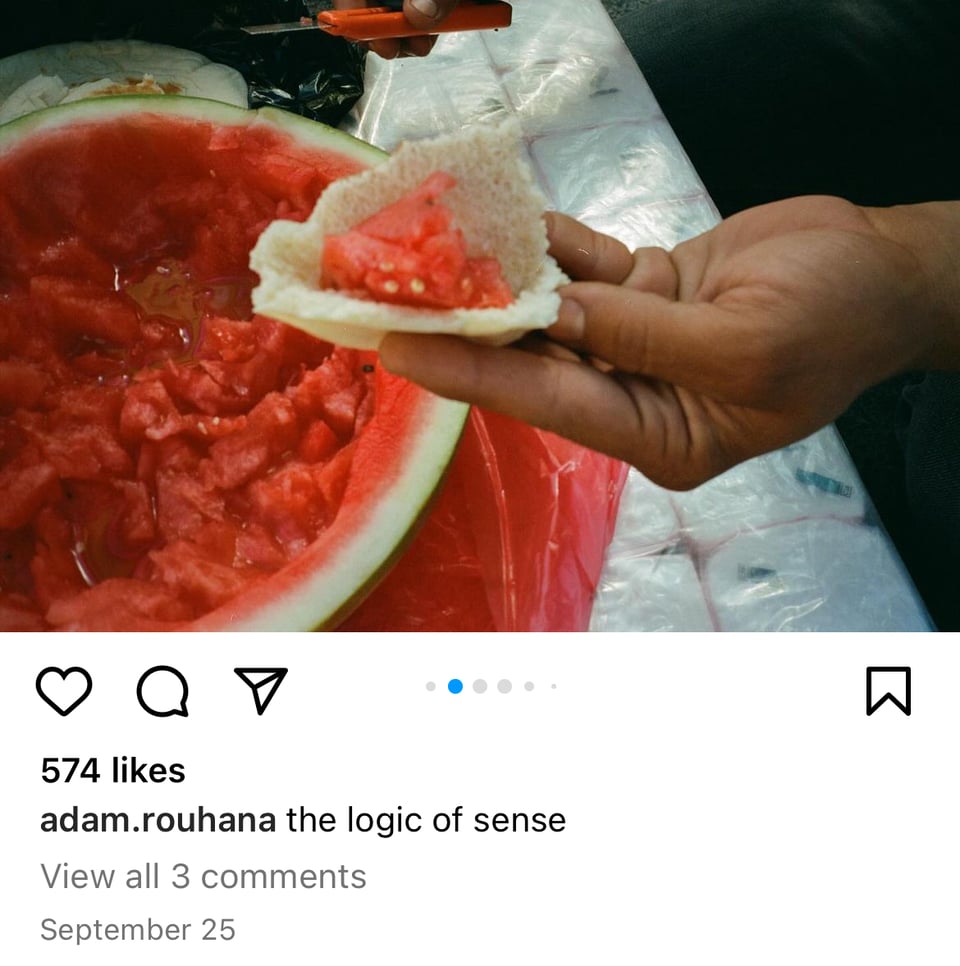 574 likes
adam.rouhana the logic of sense
View all 3 comments
September 25